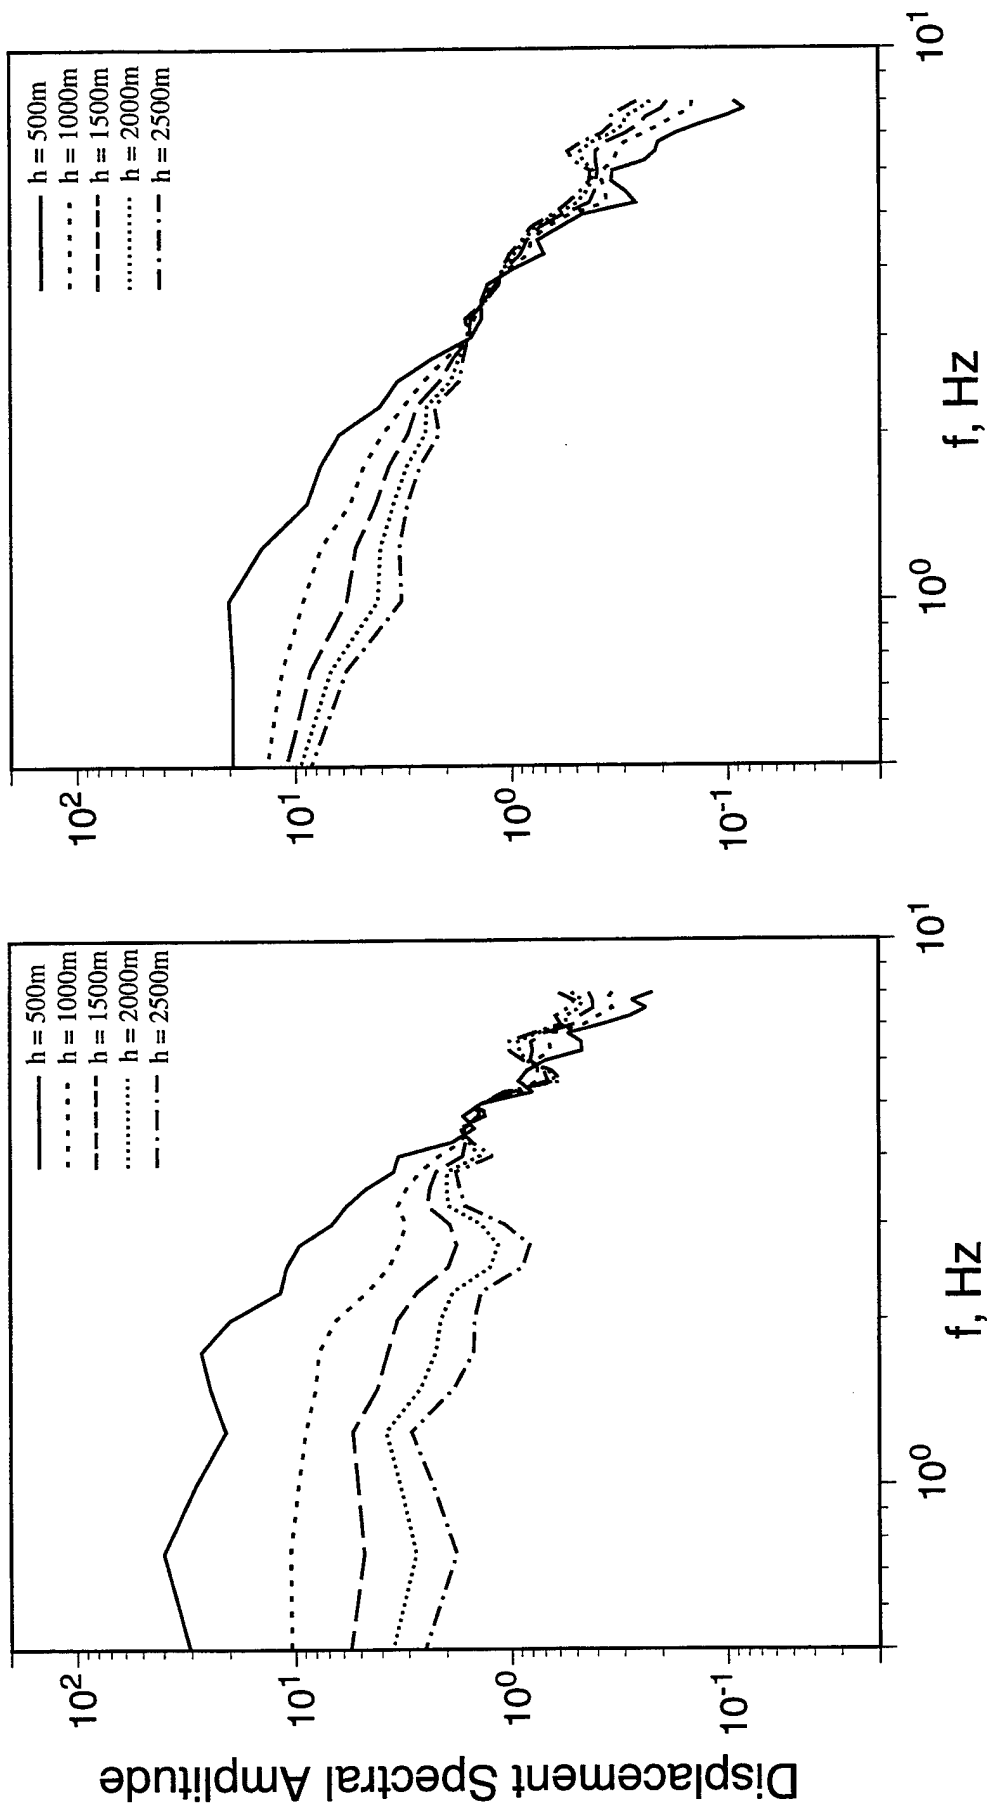 Displacement Spectral Amplitude
10²
10¹
10⁰
10⁻¹
h = 500m
h = 1000m
h = 1500m
h = 2000m
h = 2500m
10⁰
10¹
f, Hz
10²
10¹
10⁰
10⁻¹
h = 500m
h = 1000m
h = 1500m
h = 2000m
h = 2500m
10⁰
10¹
f, Hz